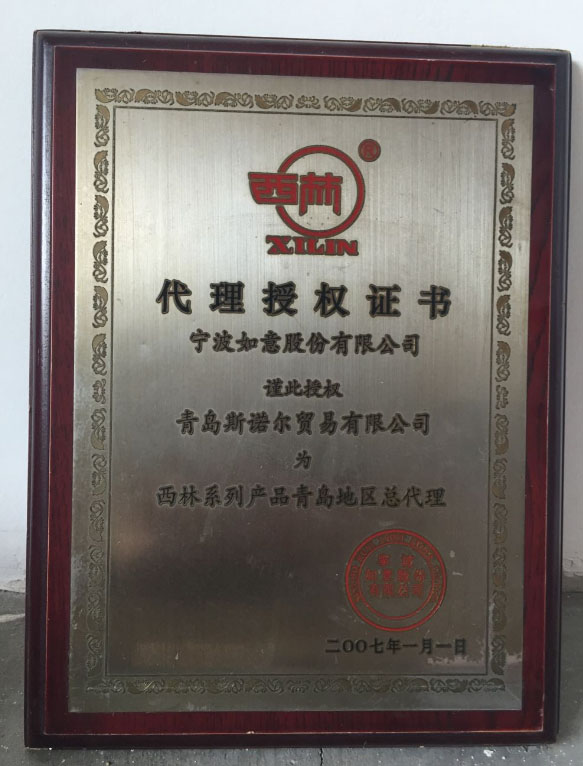 西林
®
XILIN
代理授权证书
宁波如意股份有限公司
谨此授权
青岛斯诺尔贸易有限公司
为
西林系列产品青岛地区总代理
二〇〇七年一月一日